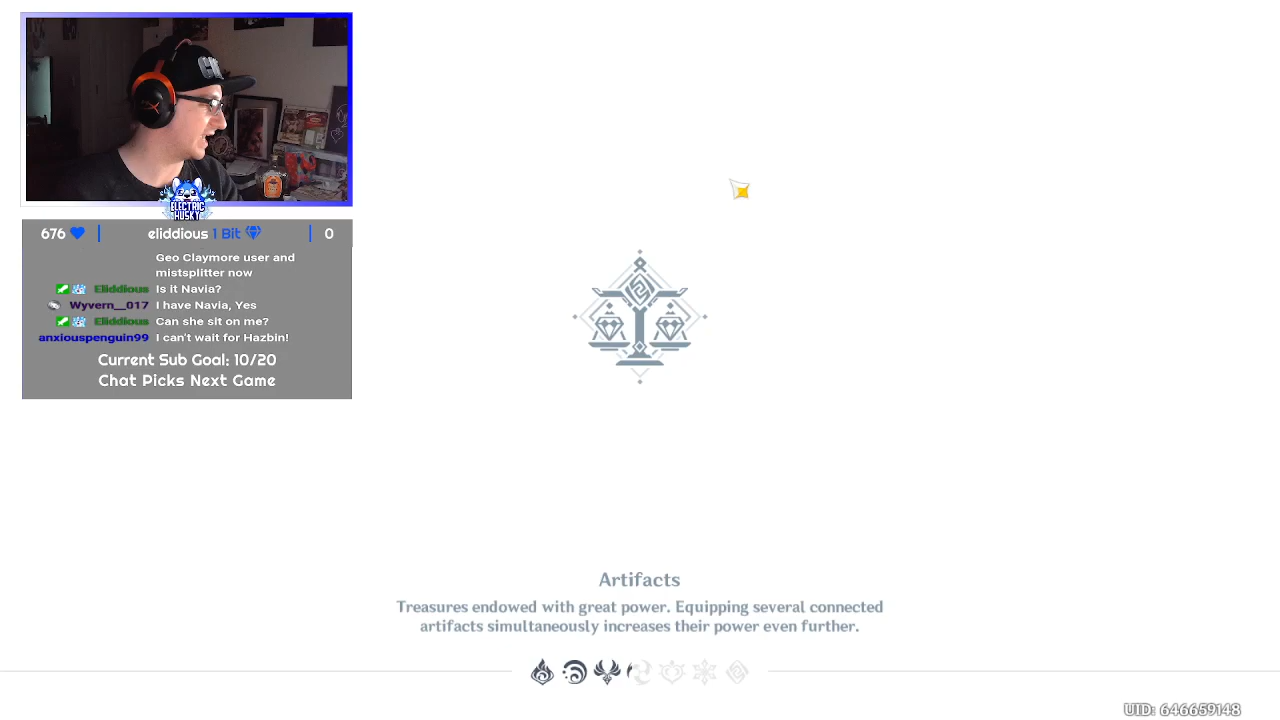 ELECTRIC
HUSKY
676 eliddious 1 Bit 0
Geo Claymore user and
mistsplitter now
Eliddious Is it Navia?
Wyvern__017 I have Navia, Yes
Eliddious Can she sit on me?
anxiouspenguin99 I can't wait for Hazbin!
Current Sub Goal: 10/20
Chat Picks Next Game
Artifacts
Treasures endowed with great power. Equipping several connected
artifacts simultaneously increases their power even further.
UID: 646659148